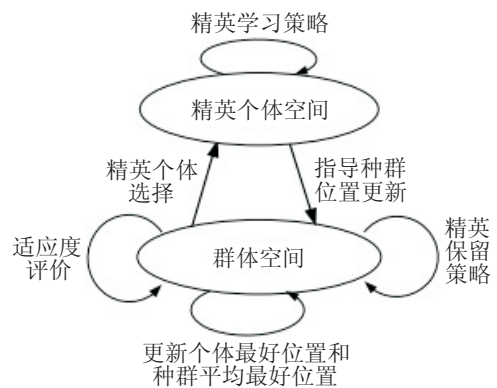 精英学习策略
精英个体空间
精英个体
选择
指导种群
位置更新
适应度
评价
群体空间
精英
保留
策略
更新个体最好位置和
种群平均最好位置